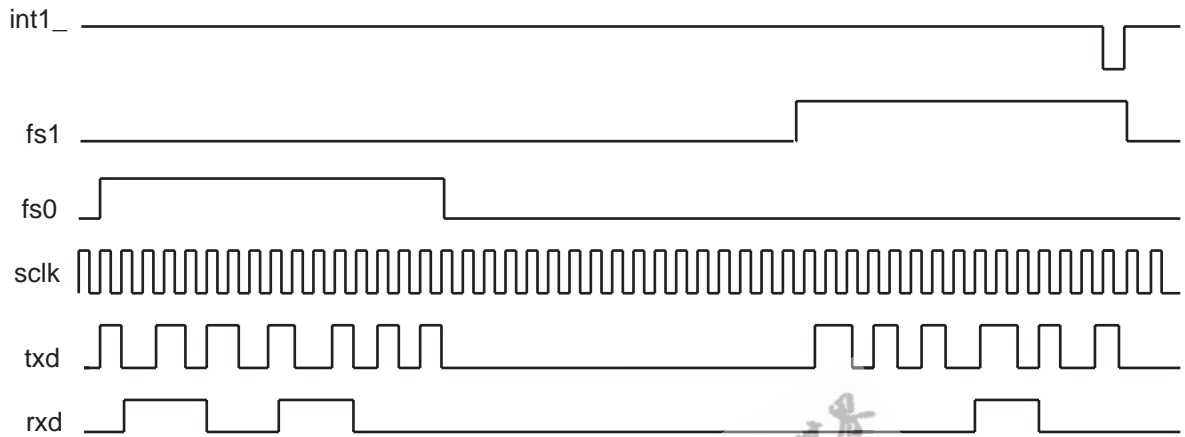 int1_
fs1
fs0
sclk
txd
rxd